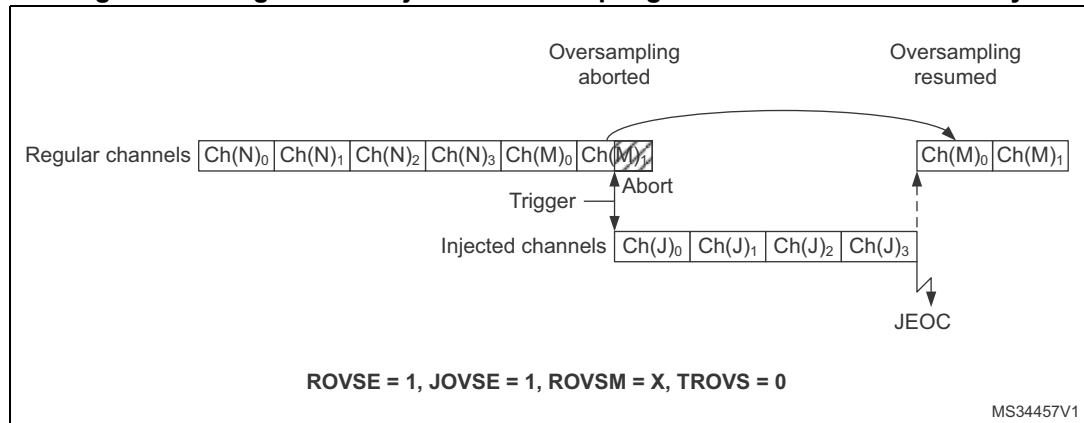 Oversampling
aborted
Oversampling
resumed
Regular channels Ch(N)₀ Ch(N)₁ Ch(N)₂ Ch(N)₃ Ch(M)₀ Ch(M)₁ Ch(M)₀ Ch(M)₁
Abort
Trigger
Injected channels Ch(J)₀ Ch(J)₁ Ch(J)₂ Ch(J)₃
JEOC
ROVSE = 1, JOVSE = 1, ROVSM = X, TROVS = 0
MS34457V1